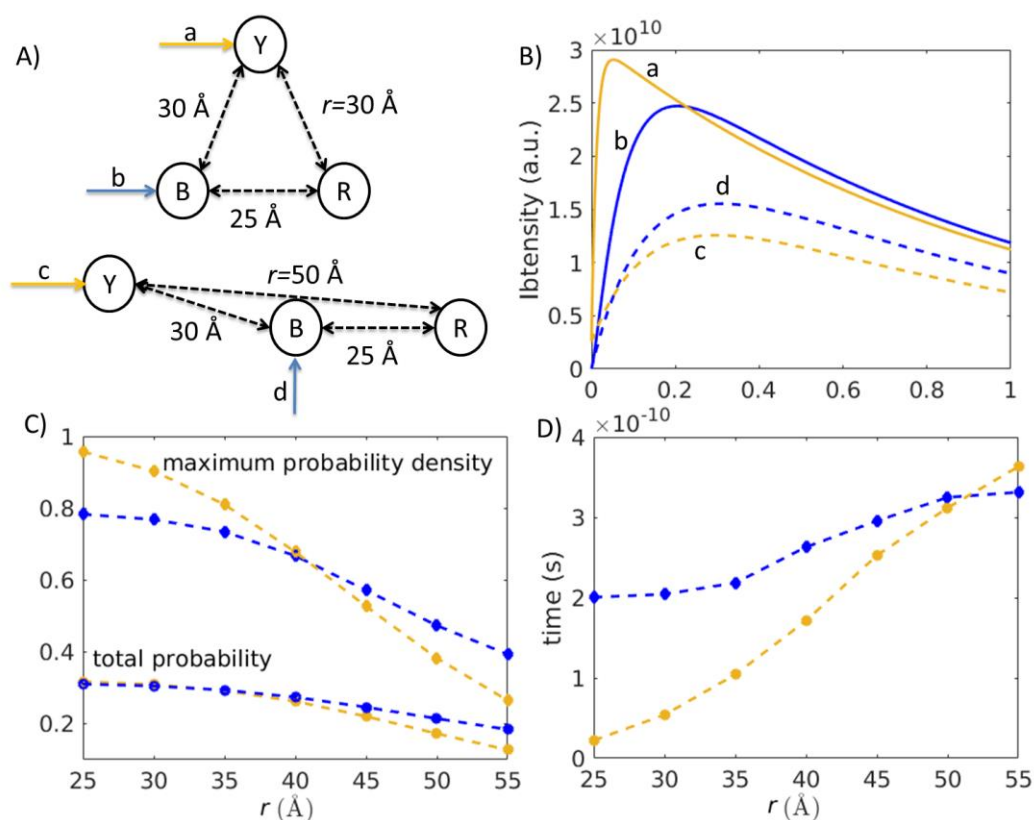 A)
a
Y
30 Å
r=30 Å
b
B
R
25 Å
c
Y
r=50 Å
30 Å
B
R
25 Å
d
B)
×10^10
Ibtensity (a.u.)
3
2.5
2
1.5
1
0.5
0
a
b
d
c
0 0.2 0.4 0.6 0.8 1
C)
1
0.8
0.6
0.4
0.2
maximum probability density
total probability
25 30 35 40 45 50 55
r (Å)
D)
×10^-10
time (s)
4
3
2
1
0
25 30 35 40 45 50 55
r (Å)